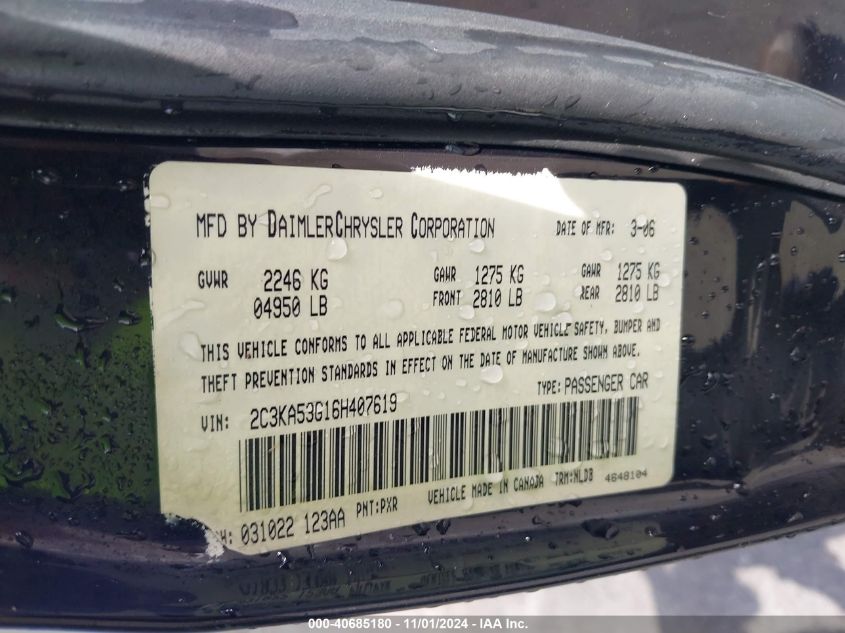 MFD BY DAIMLERCHRYSLER CORPORATION DATE OF MFR: 3-06
GVWR 2246 KG GAWR 1275 KG GAWR 1275 KG
04950 LB FRONT 2810 LB REAR 2810 LB
THIS VEHICLE CONFORMS TO ALL APPLICABLE FEDERAL MOTOR VEHICLE SAFETY, BUMPER AND
THEFT PREVENTION STANDARDS IN EFFECT ON THE DATE OF MANUFACTURE SHOWN ABOVE.
VIN: 2C3KA53G16H407619 TYPE: PASSENGER CAR
H: 031022 123AA PNT:PXR VEHICLE MADE IN CANADA TRM:NLDB 4648104
000-40685180 - 11/01/2024 - IAA Inc.